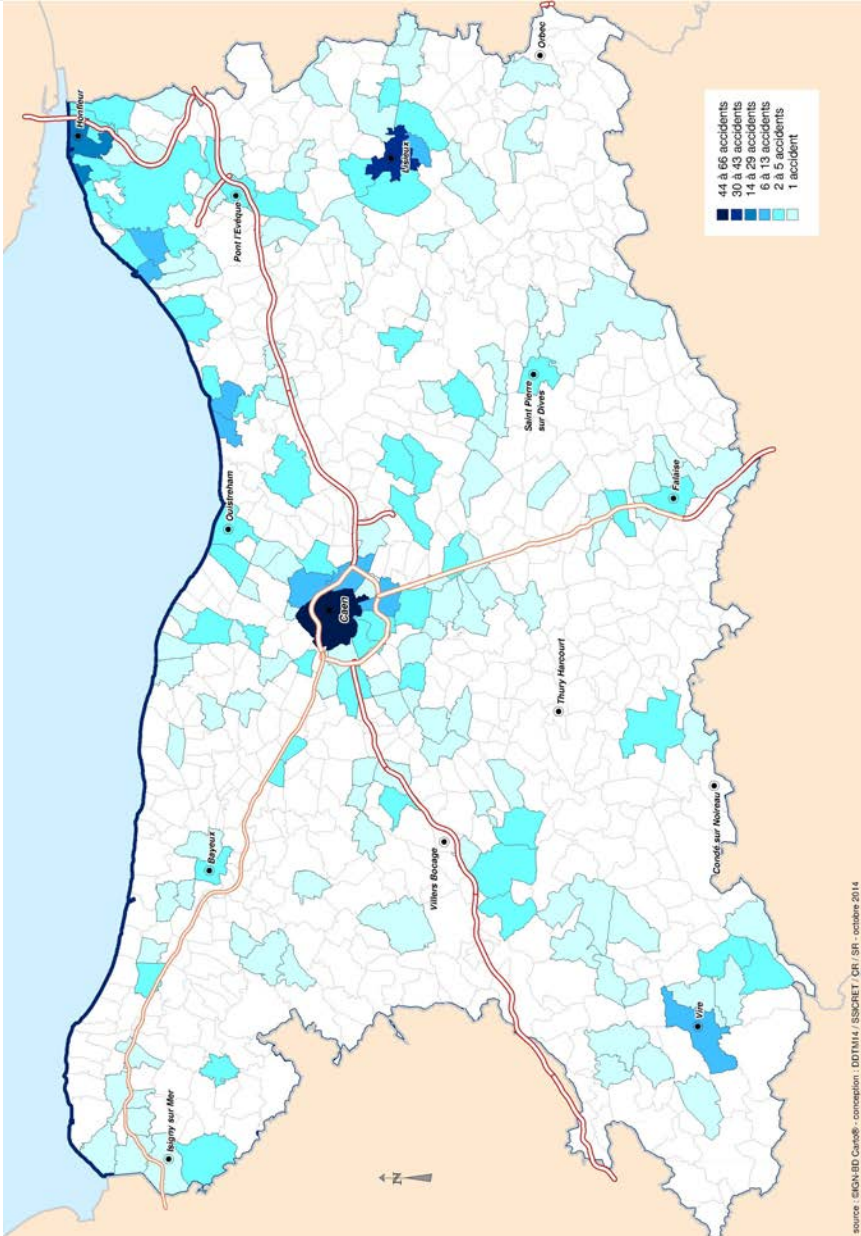 Honfleur
Pont l'Evêque
Lisieux
Orbec
Ouistreham
Caen
Saint Pierre
sur Dives
Falaise
Bayeux
Isigny sur Mer
Villers Bocage
Thury Harcourt
Condé sur Noireau
Vire
N
44 à 66 accidents
30 à 43 accidents
14 à 29 accidents
6 à 13 accidents
2 à 5 accidents
1 accident
source : ©IGN-BD Carto® - conception : DDTM14 / SSICRET / CR / SR - octobre 2014